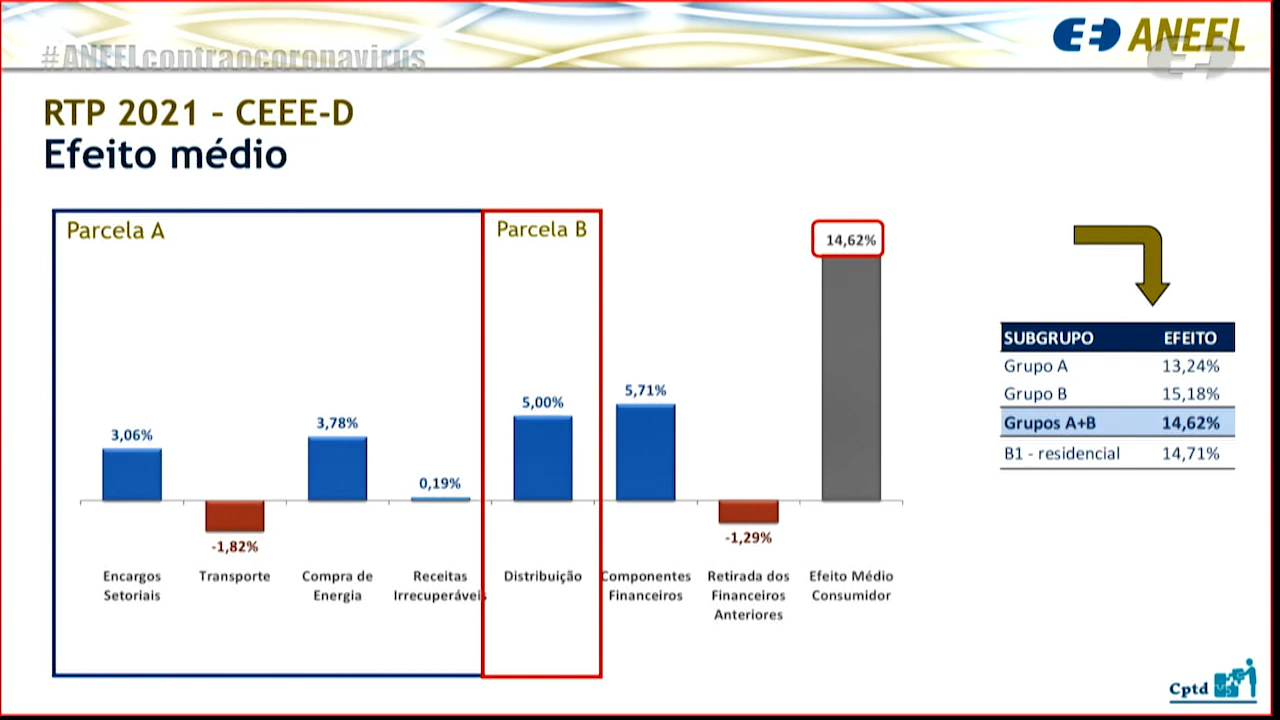 #ANEELcontraocoronavirus
ANEEL
RTP 2021 – CEEE-D
Efeito médio
Parcela A
Parcela B
14,62%
5,71%
5,00%
3,78%
3,06%
0,19%
-1,82%
-1,29%
Encargos
Setoriais
Transporte
Compra de
Energia
Receitas
Irrecuperáveis
Distribuição
Componentes
Financeiros
Retirada dos
Financeiros
Anteriores
Efeito Médio
Consumidor
SUBGRUPO EFEITO
Grupo A 13,24%
Grupo B 15,18%
Grupos A+B 14,62%
B1 - residencial 14,71%
Cptd